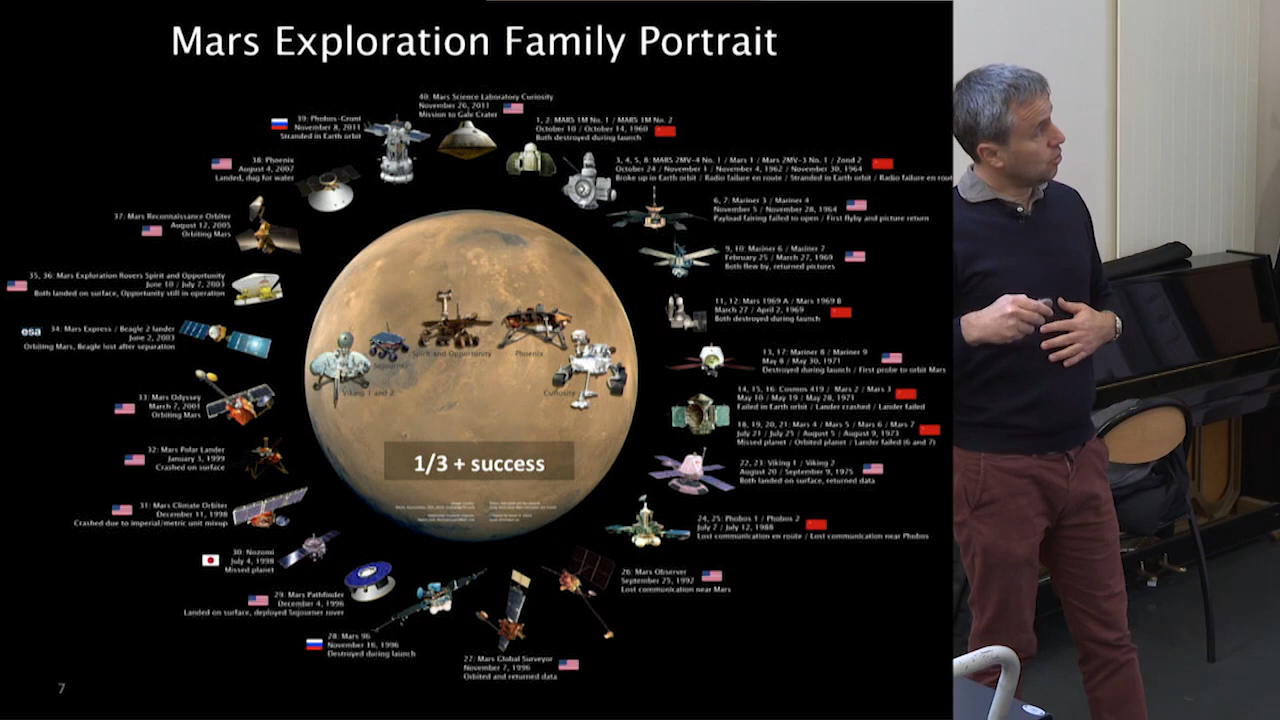 Mars Exploration Family Portrait
40: Mars Science Laboratory Curiosity
November 26, 2011
Mission to Gale Crater
1, 2: MARS 1M No. 1 / MARS 1M No. 2
October 10 / October 14, 1960
Both destroyed during launch
3, 4, 5, 8: MARS 2MV-4 No. 1 / Mars 1 / Mars 2MV-3 No. 1 / Zond 2
October 24 / November 1 / November 4, 1962 / November 30, 1964
Broke up in Earth orbit / Radio failure en route / Stranded in Earth orbit / Radio failure en rout
6, 7: Mariner 3 / Mariner 4
November 5 / November 28, 1964
Payload fairing failed to open / First flyby and picture return
9, 10: Mariner 6 / Mariner 7
February 25 / March 27, 1969
Both flew by, returned pictures
11, 12: Mars 1969 A / Mars 1969 B
March 27 / April 2, 1969
Both destroyed during launch
13, 17: Mariner 8 / Mariner 9
May 8 / May 30, 1971
Destroyed during launch / First probe to orbit Mars
14, 15, 16: Cosmos 419 / Mars 2 / Mars 3
May 10 / May 19 / May 28, 1971
Failed in Earth orbit / Lander crashed / Lander failed
18, 19, 20, 21: Mars 4 / Mars 5 / Mars 6 / Mars 7
July 21 / July 25 / August 5 / August 9, 1973
Missed planet / Orbited planet / Lander failed (6 and 7)
22, 23: Viking 1 / Viking 2
August 20 / September 9, 1975
Both landed on surface, returned data
24, 25: Phobos 1 / Phobos 2
July 7 / July 12, 1988
Lost communication en route / Lost communication near Phobos
26: Mars Observer
September 25, 1992
Lost communication near Mars
27: Mars Global Surveyor
November 7, 1996
Orbited and returned data
28: Mars 96
November 16, 1996
Destroyed during launch
29: Mars Pathfinder
December 4, 1996
Landed on surface, deployed Sojourner rover
30: Nozomi
July 4, 1998
Missed planet
31: Mars Climate Orbiter
December 11, 1998
Crashed due to imperial/metric unit mixup
32: Mars Polar Lander
January 3, 1999
Crashed on surface
33: Mars Odyssey
March 7, 2001
Orbiting Mars
esa
34: Mars Express / Beagle 2 lander
June 2, 2003
Orbiting Mars, Beagle lost after separation
35, 36: Mars Exploration Rovers Spirit and Opportunity
June 10 / July 7, 2003
Both landed on surface, Opportunity still in operation
37: Mars Reconnaissance Orbiter
August 12, 2005
Orbiting Mars
38: Phoenix
August 4, 2007
Landed, dug for water
39: Phobos-Grunt
November 8, 2011
Stranded in Earth orbit
Viking 1 and 2
Sojourner
Spirit and Opportunity
Phoenix
Curiosity
1/3 + success
7